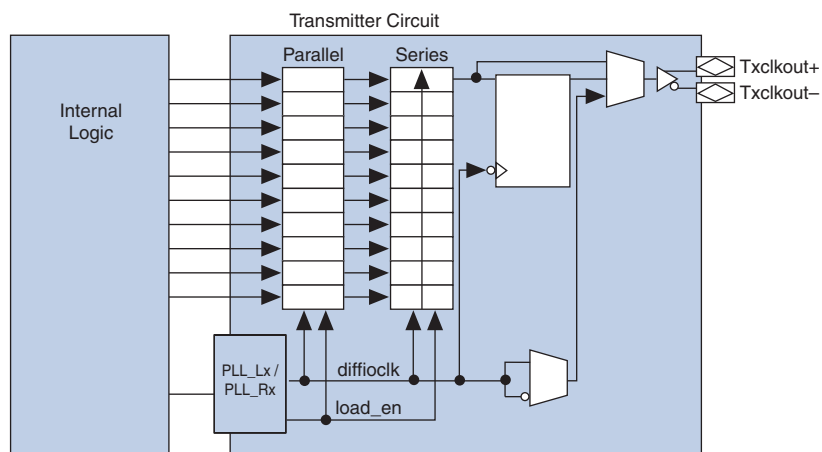 Transmitter Circuit
Parallel
Series
Internal
Logic
Txclkout+
Txclkout–
PLL_Lx /
PLL_Rx
diffioclk
load_en